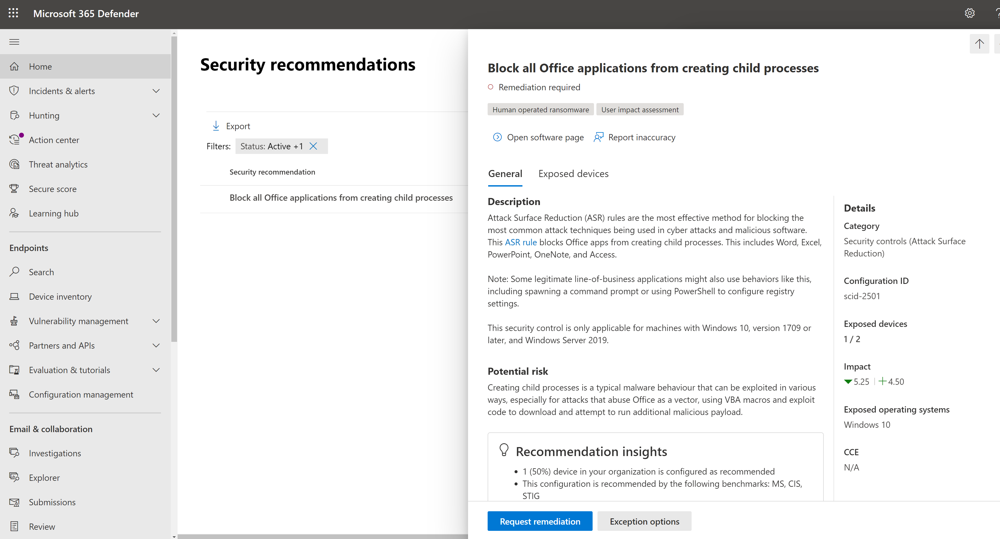 Microsoft 365 Defender
Home
Incidents & alerts
Hunting
Action center
Threat analytics
Secure score
Learning hub
Endpoints
Search
Device inventory
Vulnerability management
Partners and APIs
Evaluation & tutorials
Configuration management
Email & collaboration
Investigations
Explorer
Submissions
Review
Security recommendations
Export
Filters: Status: Active +1
Security recommendation
Block all Office applications from creating child processes
Block all Office applications from creating child processes
Remediation required
Human operated ransomware User impact assessment
Open software page Report inaccuracy
General Exposed devices
Description
Attack Surface Reduction (ASR) rules are the most effective method for blocking the
most common attack techniques being used in cyber attacks and malicious software.
This ASR rule blocks Office apps from creating child processes. This includes Word, Excel,
PowerPoint, OneNote, and Access.
Note: Some legitimate line-of-business applications might also use behaviors like this,
including spawning a command prompt or using PowerShell to configure registry
settings.
This security control is only applicable for machines with Windows 10, version 1709 or
later, and Windows Server 2019.
Potential risk
Creating child processes is a typical malware behaviour that can be exploited in various
ways, especially for attacks that abuse Office as a vector, using VBA macros and exploit
code to download and attempt to run additional malicious payload.
Recommendation insights
• 1 (50%) device in your organization is configured as recommended
• This configuration is recommended by the following benchmarks: MS, CIS,
STIG
Request remediation Exception options
Details
Category
Security controls (Attack Surface
Reduction)
Configuration ID
scid-2501
Exposed devices
1 / 2
Impact
▼5.25 | +4.50
Exposed operating systems
Windows 10
CCE
N/A